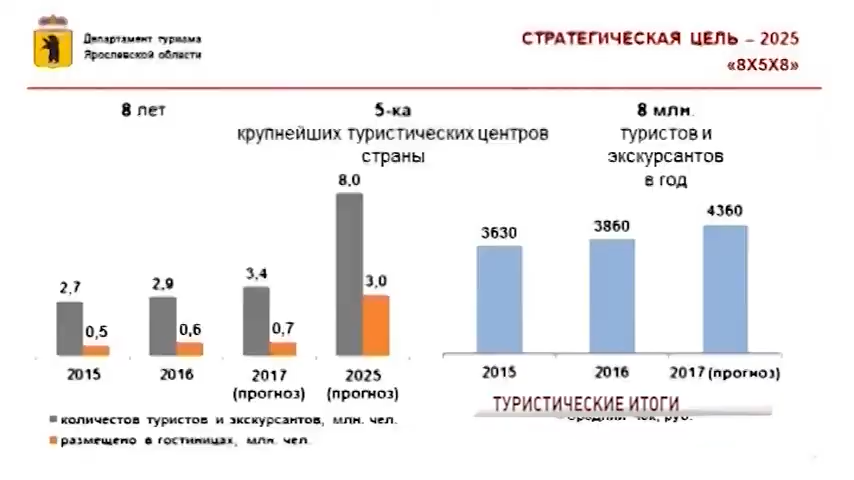 Департамент туризма
Ярославской области
СТРАТЕГИЧЕСКАЯ ЦЕЛЬ – 2025
«8X5X8»
8 лет
5-ка
крупнейших туристических центров
страны
8 млн.
туристов и
экскурсантов
в год
2,7
0,5
2,9
0,6
3,4
0,7
8,0
3,0
2015
2016
2017
(прогноз)
2025
(прогноз)
количестов туристов и экскурсантов, млн. чел.
размещено в гостиницах, млн. чел.
3630
3860
4360
2015
2016
2017 (прогноз)
ТУРИСТИЧЕСКИЕ ИТОГИ